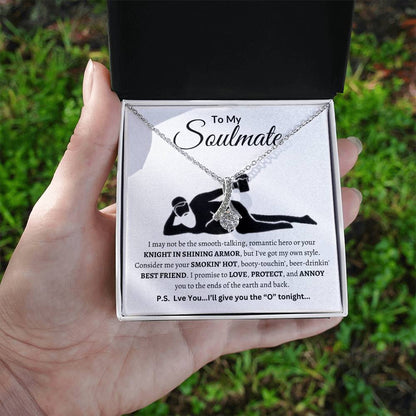 To My
Soulmate
I may not be the smooth-talking, romantic hero or your
KNIGHT IN SHINING ARMOR, but I've got my own style.
Consider me your SMOKIN' HOT, booty-touchin', beer-drinkin'
BEST FRIEND. I promise to LOVE, PROTECT, and ANNOY
you to the ends of the earth and back.
P.S. Lve You...I'll give you the “O” tonight...